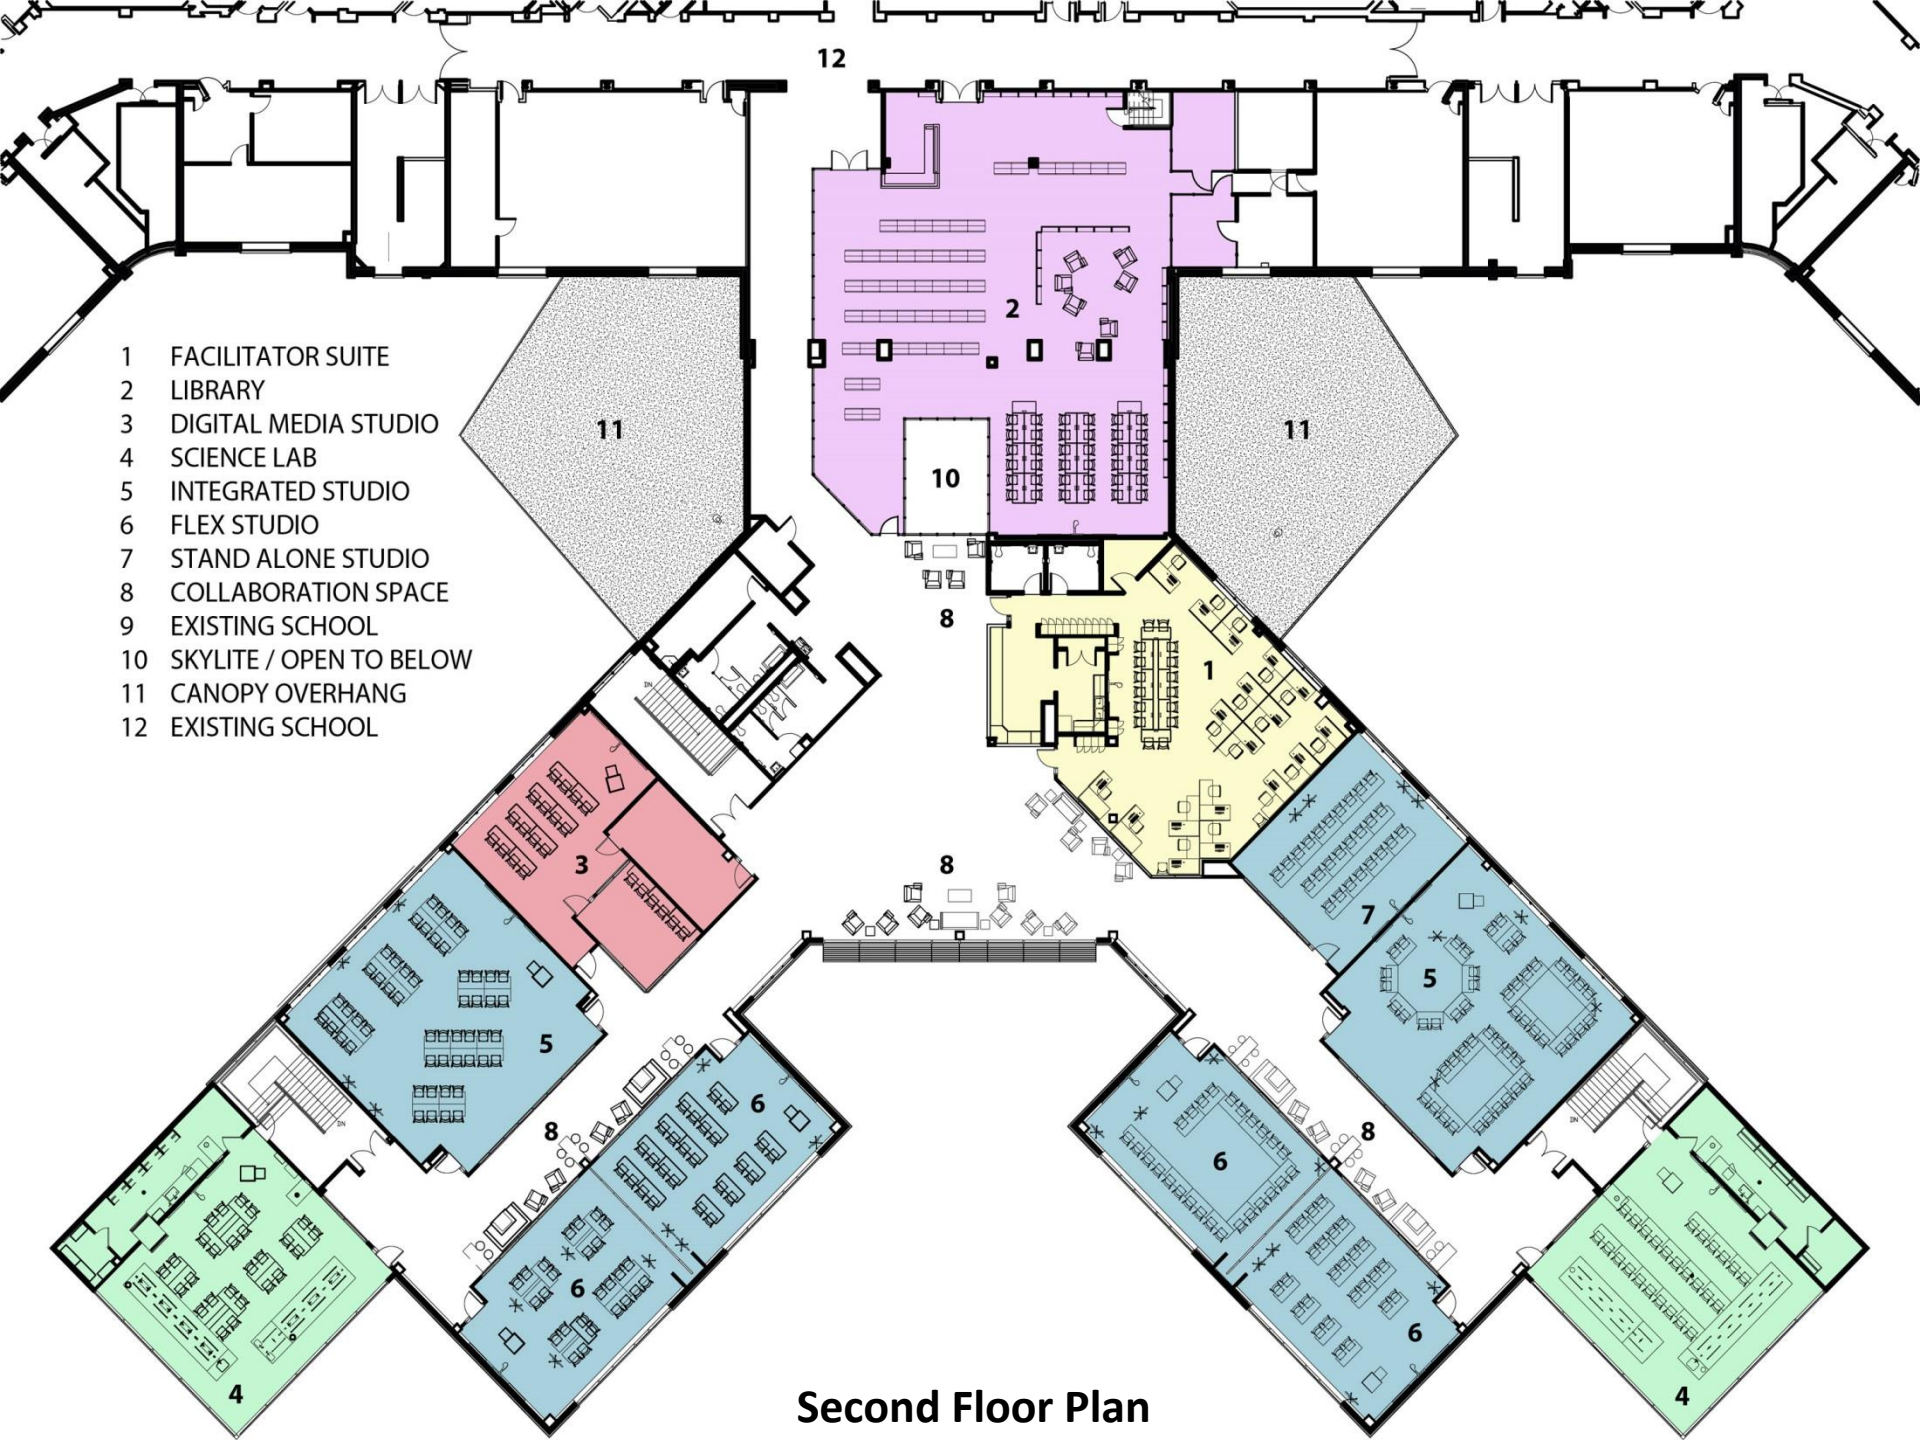 12
2
1 FACILITATOR SUITE
2 LIBRARY
3 DIGITAL MEDIA STUDIO
4 SCIENCE LAB
5 INTEGRATED STUDIO
6 FLEX STUDIO
7 STAND ALONE STUDIO
8 COLLABORATION SPACE
9 EXISTING SCHOOL
10 SKYLITE / OPEN TO BELOW
11 CANOPY OVERHANG
12 EXISTING SCHOOL
11
11
10
8
1
DN
3
8
7
5
5
6
8
8
6
DN
DN
6
6
4
4
Second Floor Plan